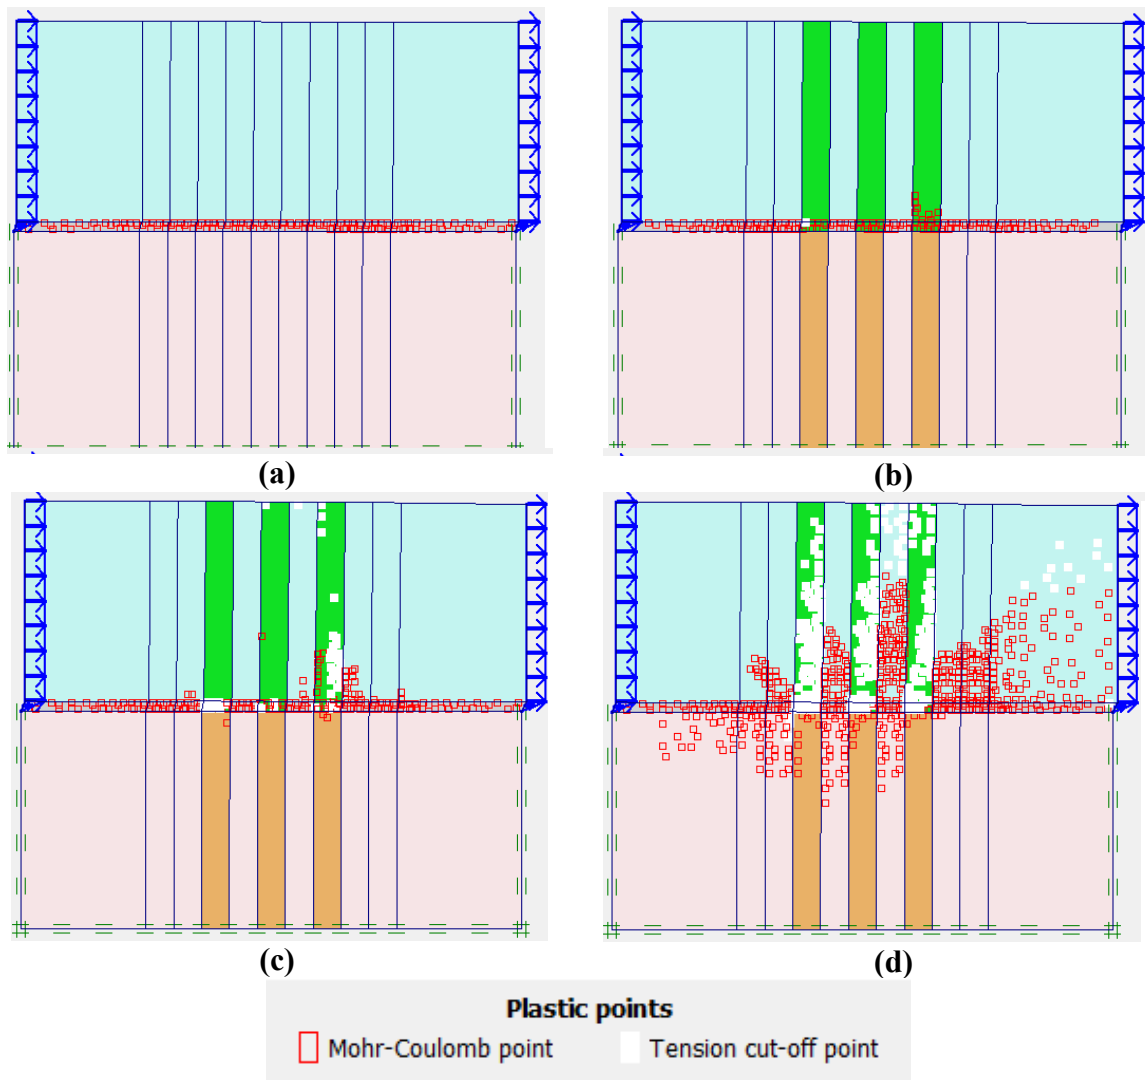 (a)
(b)
(c)
(d)
Plastic points
Mohr-Coulomb point
Tension cut-off point